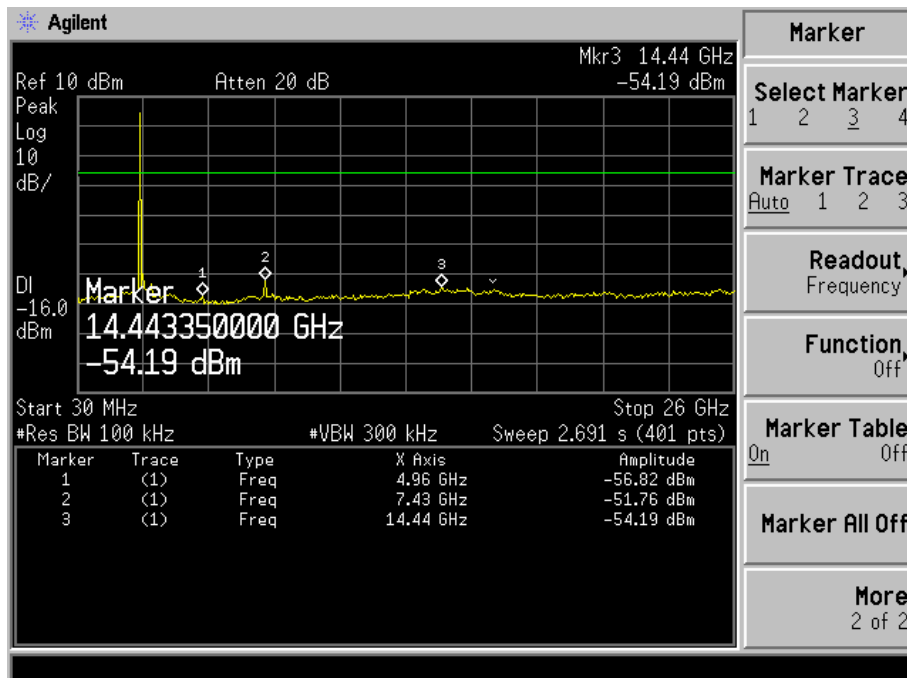 Agilent
Marker
Mkr3 14.44 GHz
Ref 10 dBm Atten 20 dB -54.19 dBm
Peak
Log
10
dB/
1
2
3
DI
-16.0
dBm
Marker
14.443350000 GHz
-54.19 dBm
Start 30 MHz Stop 26 GHz
#Res BW 100 kHz #VBW 300 kHz Sweep 2.691 s (401 pts)
Marker Trace Type X Axis Amplitude
1 (1) Freq 4.96 GHz -56.82 dBm
2 (1) Freq 7.43 GHz -51.76 dBm
3 (1) Freq 14.44 GHz -54.19 dBm
Select Marker
1 2 3 4
Marker Trace
Auto 1 2 3
Readout
Frequency
Function
Off
Marker Table
On Off
Marker All Off
More
2 of 2